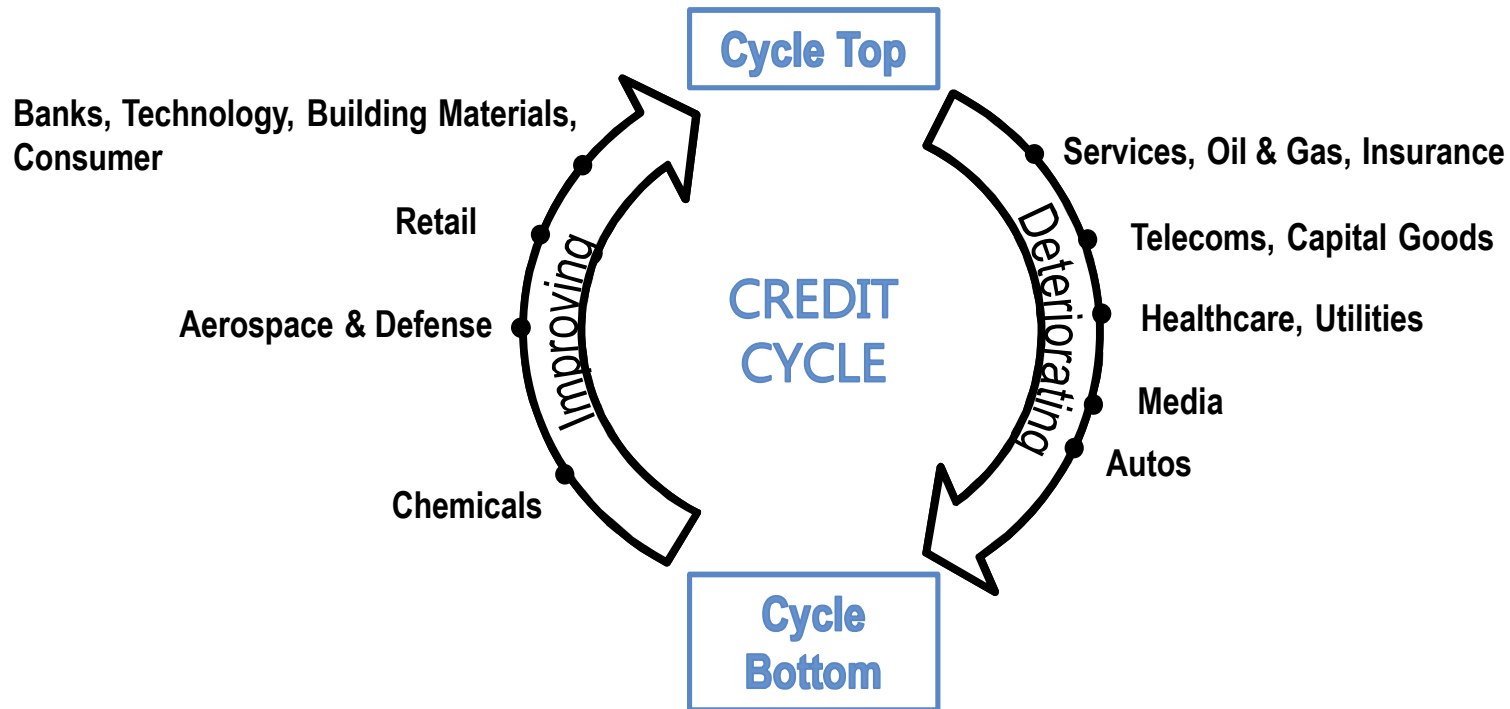 Cycle Top
Banks, Technology, Building Materials,
Consumer
Services, Oil & Gas, Insurance
Retail
Telecoms, Capital Goods
Improving
CREDIT
CYCLE
Deteriorating
Aerospace & Defense
Healthcare, Utilities
Media
Autos
Chemicals
Cycle
Bottom